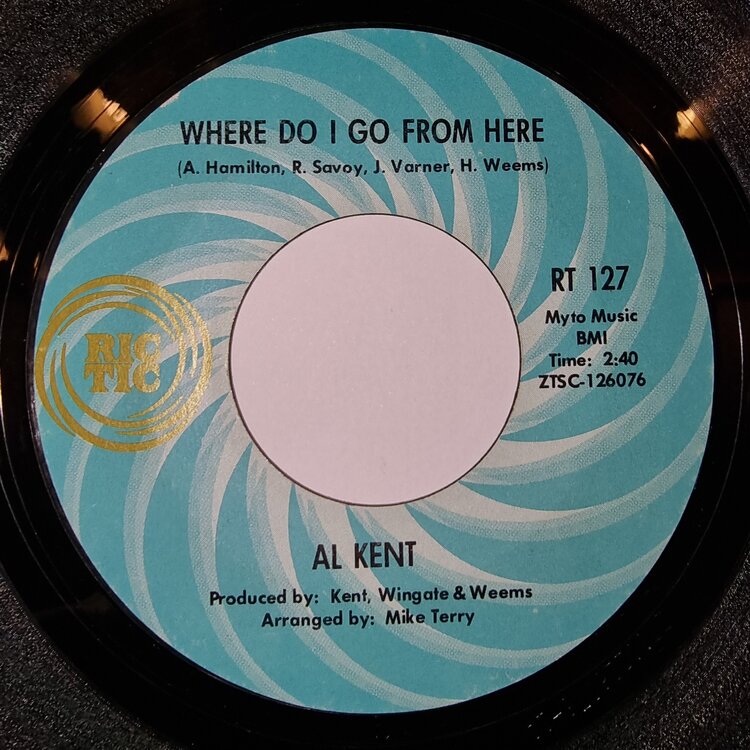 WHERE DO I GO FROM HERE
(A. Hamilton, R. Savoy, J. Varner, H. Weems)
RT 127
Myto Music
BMI
Time: 2:40
ZTSC-126076
RIC
TIC
AL KENT
Produced by: Kent, Wingate & Weems
Arranged by: Mike Terry